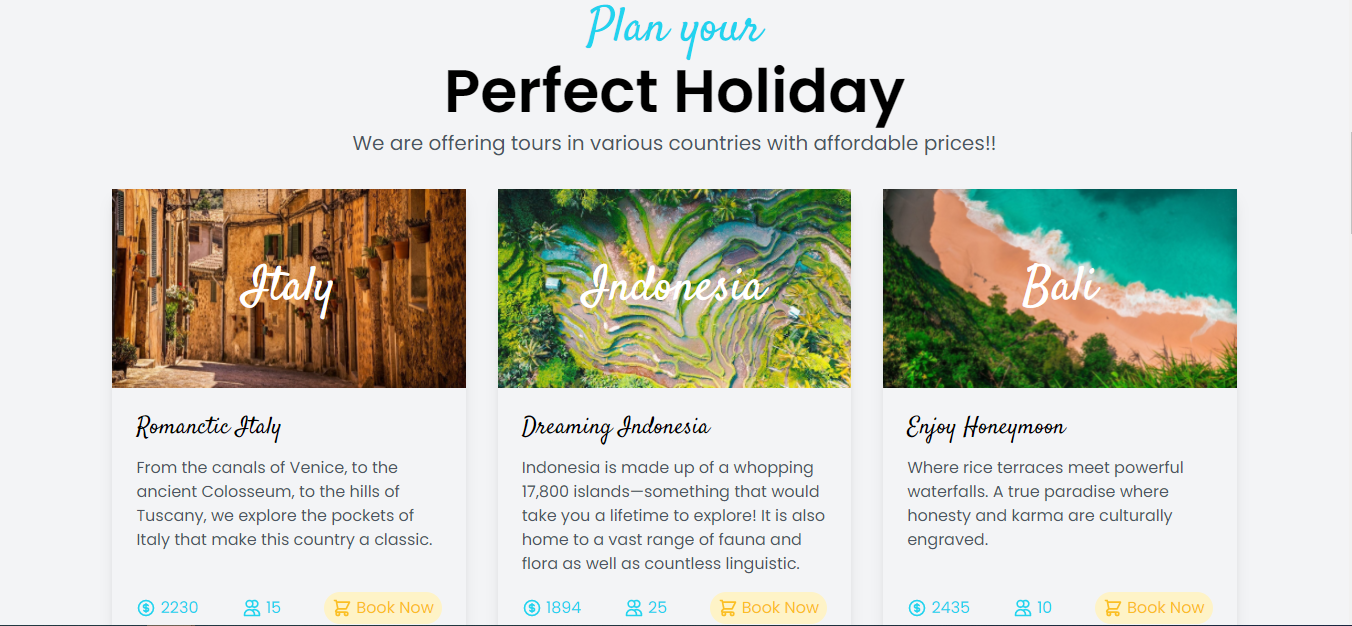 Plan your
Perfect Holiday
We are offering tours in various countries with affordable prices!!
Italy
Indonesia
Bali
Romanctic Italy
From the canals of Venice, to the
ancient Colosseum, to the hills of
Tuscany, we explore the pockets of
Italy that make this country a classic.
2230
15
Book Now
Dreaming Indonesia
Indonesia is made up of a whopping
17,800 islands—something that would
take you a lifetime to explore! It is also
home to a vast range of fauna and
flora as well as countless linguistic.
1894
25
Book Now
Enjoy Honeymoon
Where rice terraces meet powerful
waterfalls. A true paradise where
honesty and karma are culturally
engraved.
2435
10
Book Now